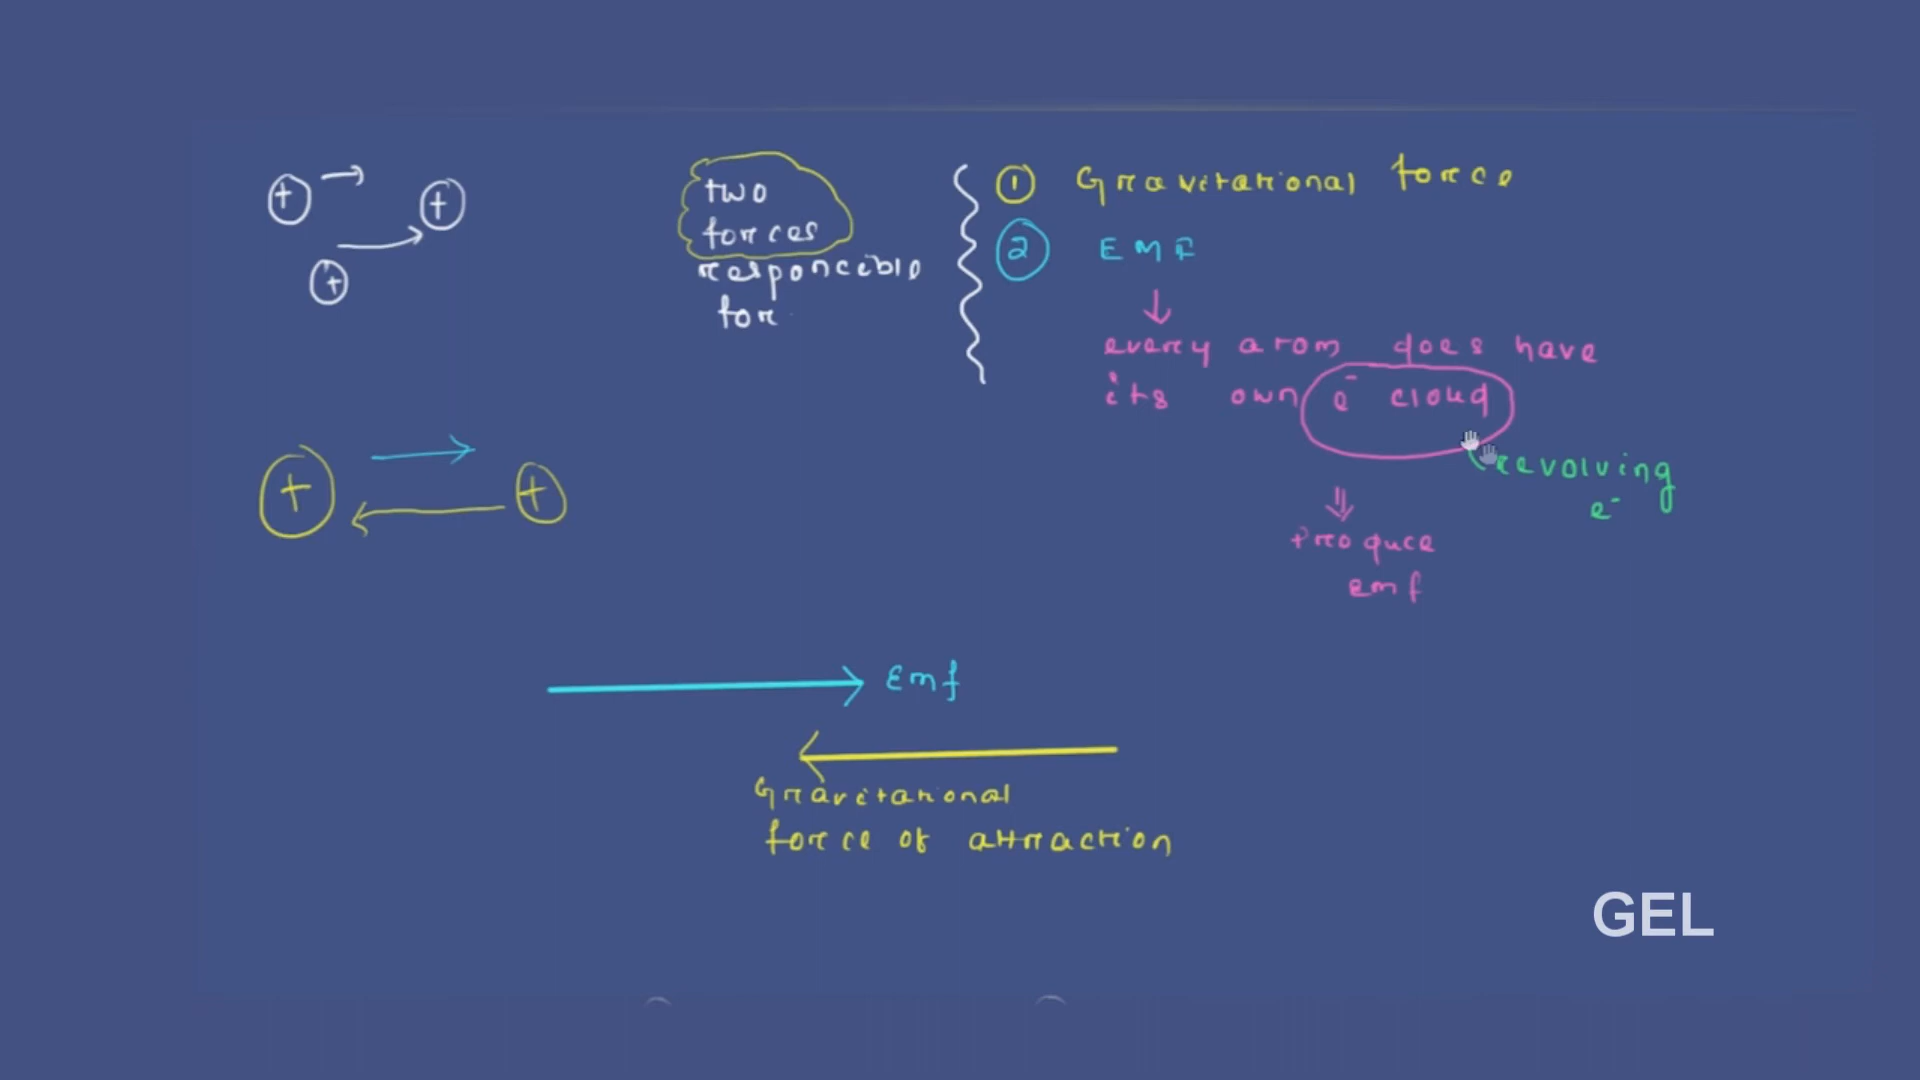 + +
+
two
forces
responcible
for
1 Gravitational force
2 EMF
every atom does have
its own e⁻ cloud
revolving
e⁻
produce
emf
+ +
Emf
Gravitational
force of attraction
GEL